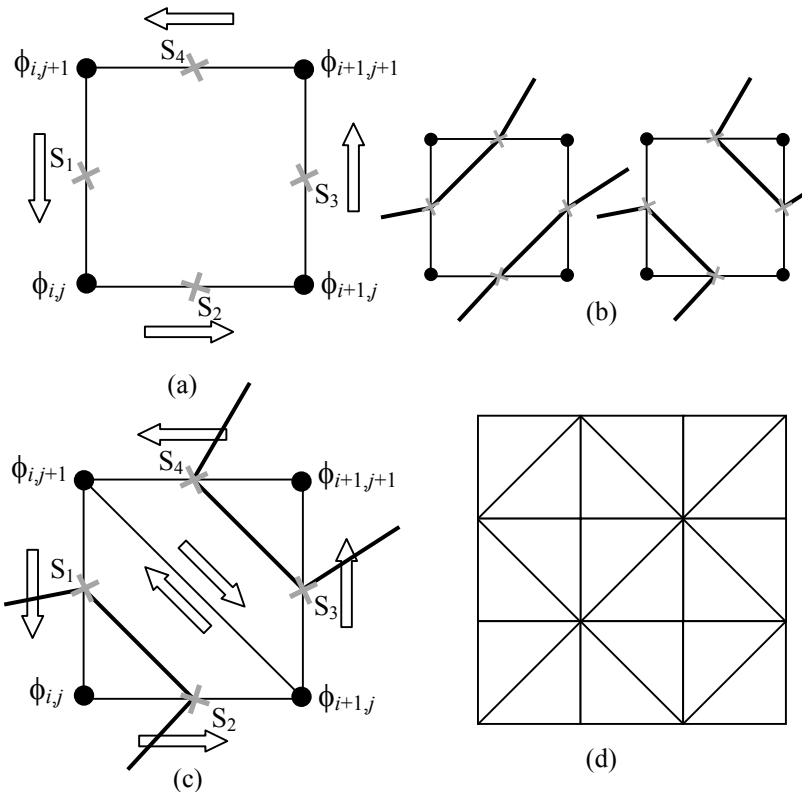 S₄
ϕi,j+1 ϕi+1,j+1
S₁
S₃
ϕi,j ϕi+1,j
S₂
(a)
(b)
S₄
ϕi,j+1 ϕi+1,j+1
S₁
S₃
ϕi,j ϕi+1,j
S₂
(c)
(d)